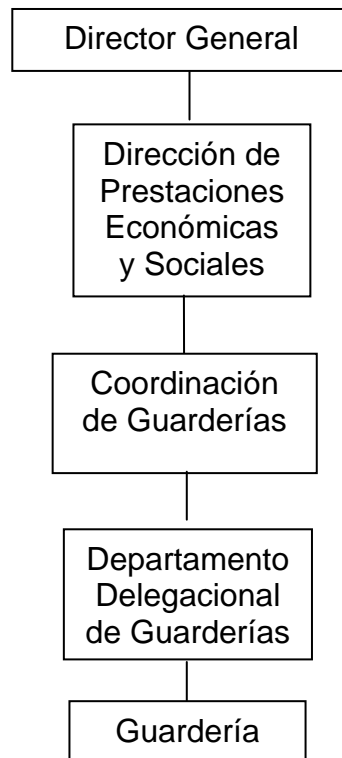 Director General
Dirección de
Prestaciones
Económicas
y Sociales
Coordinación
de Guarderías
Departamento
Delegacional
de Guarderías
Guardería